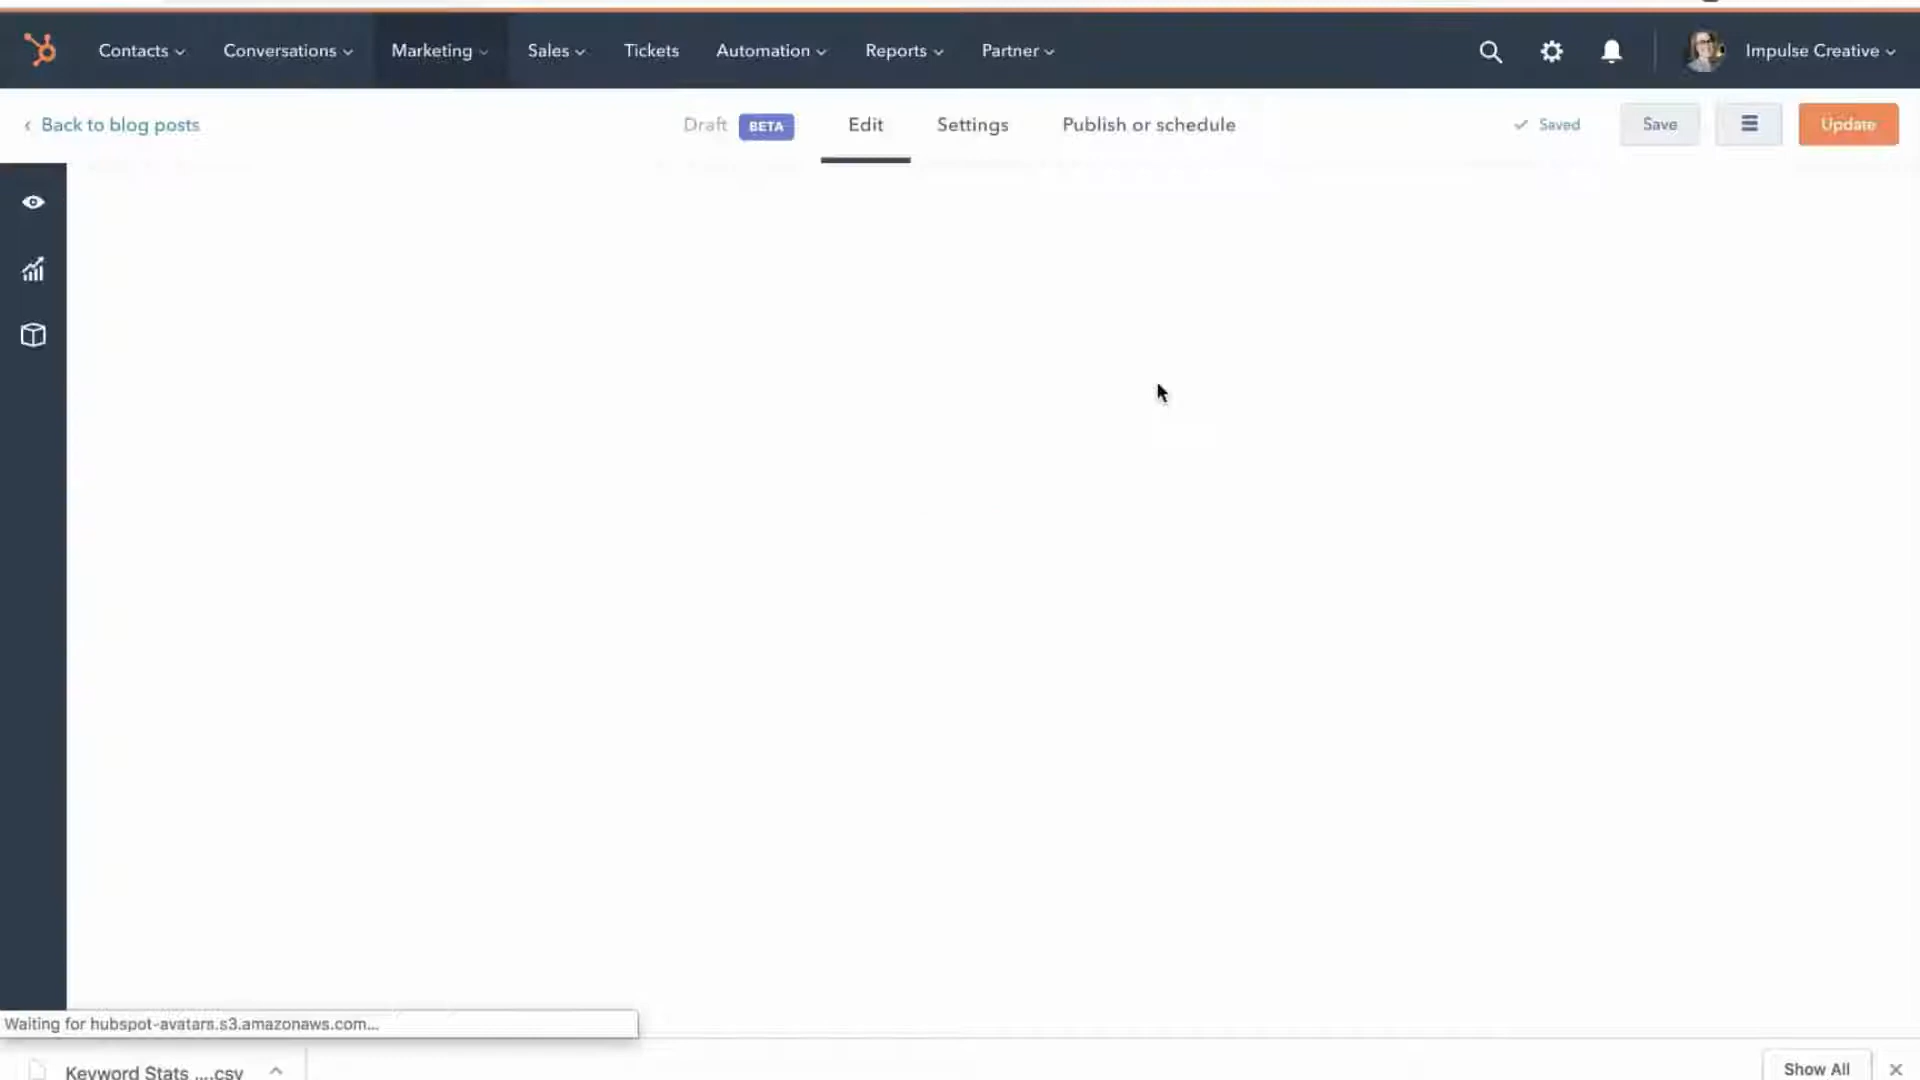 Contacts Conversations Marketing Sales Tickets Automation Reports Partner Impulse Creative
Back to blog posts Draft BETA Edit Settings Publish or schedule Saved Save Update
Waiting for hubspot-avatars.s3.amazonaws.com...
Keyword Stats ....csv Show All